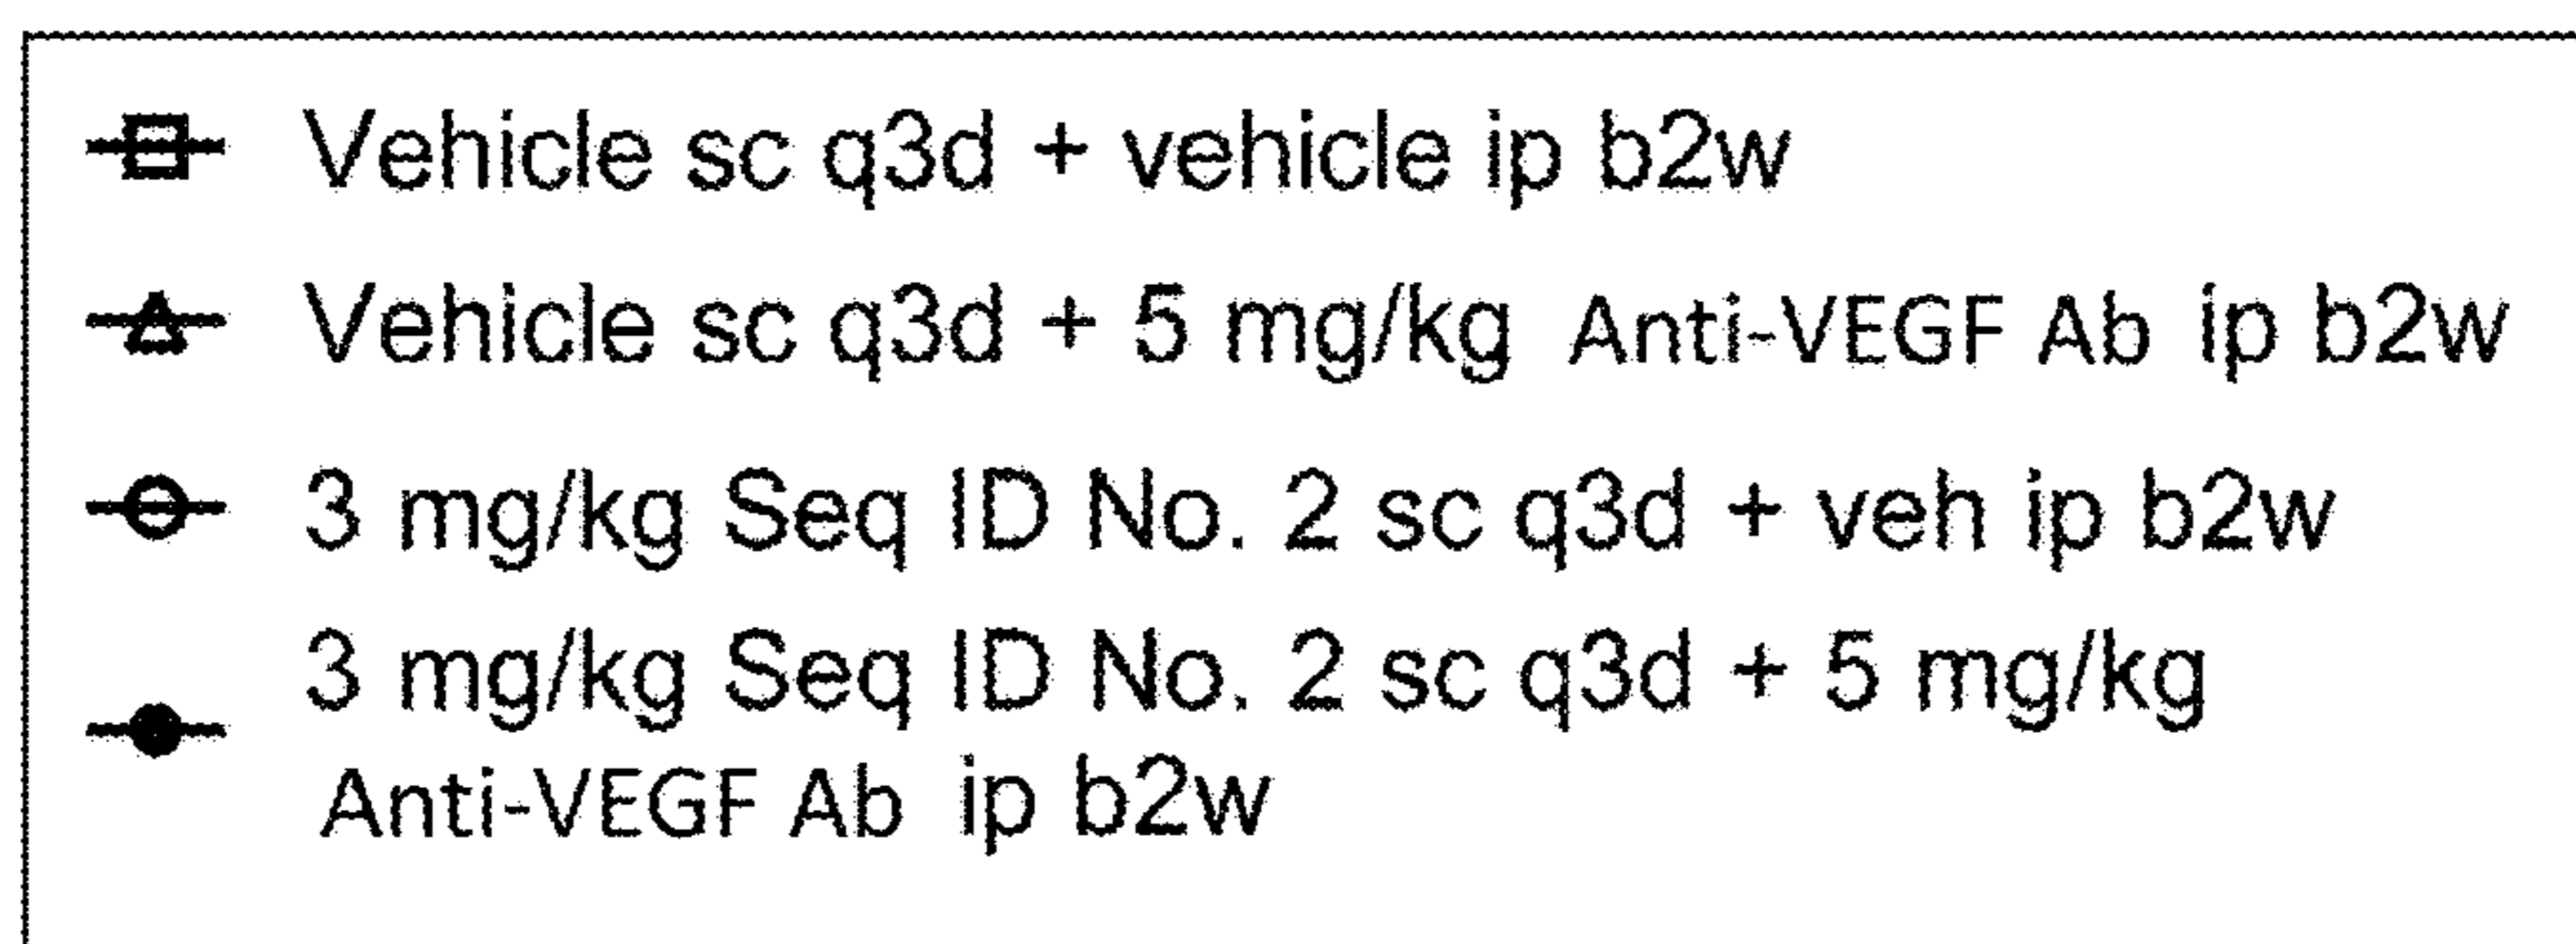 Vehicle sc q3d + vehicle ip b2w
Vehicle sc q3d + 5 mg/kg Anti-VEGF Ab ip b2w
3 mg/kg Seq ID No. 2 sc q3d + veh ip b2w
3 mg/kg Seq ID No. 2 sc q3d + 5 mg/kg
Anti-VEGF Ab ip b2w